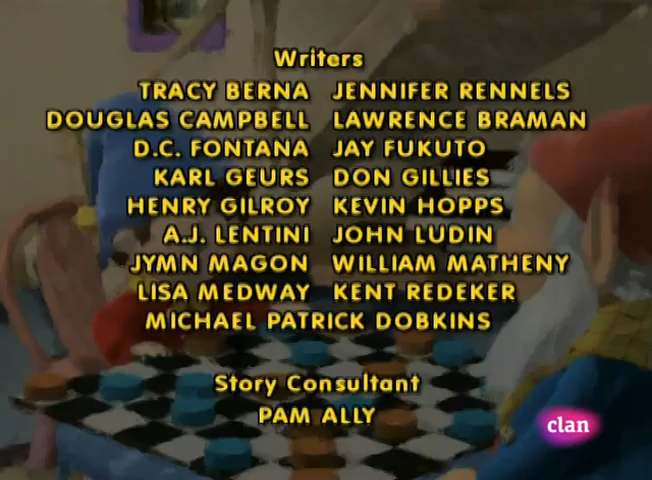 Writers
TRACY BERNA JENNIFER RENNELS
DOUGLAS CAMPBELL LAWRENCE BRAMAN
D.C. FONTANA JAY FUKUTO
KARL GEURS DON GILLIES
HENRY GILROY KEVIN HOPPS
A.J. LENTINI JOHN LUDIN
JYMN MAGON WILLIAM MATHENY
LISA MEDWAY KENT REDEKER
MICHAEL PATRICK DOBKINS
Story Consultant
PAM ALLY
clan